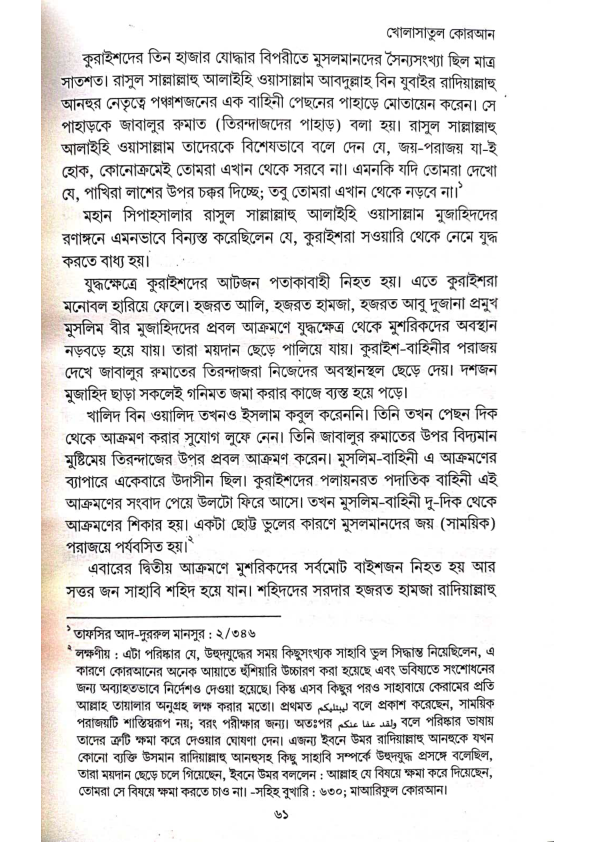 খোলাসাতুল কোরআন
কুরাইশদের তিন হাজার যোদ্ধার বিপরীতে মুসলমানদের সৈন্যসংখ্যা ছিল মাত্র
সাতশত। রাসুল সাল্লাল্লাহু আলাইহি ওয়াসাল্লাম আবদুল্লাহ বিন যুবাইর রাদিয়াল্লাহু
আনহুর নেতৃত্বে পঞ্চাশজনের এক বাহিনী পেছনের পাহাড়ে মোতায়েন করেন। সে
পাহাড়কে জাবালুর রুমাত (তিরন্দাজদের পাহাড়) বলা হয়। রাসুল সাল্লাল্লাহু
আলাইহি ওয়াসাল্লাম তাদেরকে বিশেষভাবে বলে দেন যে, জয়-পরাজয় যা-ই
হোক, কোনোক্রমেই তোমরা এখান থেকে সরবে না। এমনকি যদি তোমরা দেখো
যে, পাখিরা লাশের উপর চক্কর দিচ্ছে; তবু তোমরা এখান থেকে নড়বে না।১
মহান সিপাহসালার রাসুল সাল্লাল্লাহু আলাইহি ওয়াসাল্লাম মুজাহিদদের
রণাঙ্গনে এমনভাবে বিন্যস্ত করেছিলেন যে, কুরাইশরা সওয়ারি থেকে নেমে যুদ্ধ
করতে বাধ্য হয়।
যুদ্ধক্ষেত্রে কুরাইশদের আটজন পতাকাবাহী নিহত হয়। এতে কুরাইশরা
মনোবল হারিয়ে ফেলে। হজরত আলি, হজরত হামজা, হজরত আবু দুজানা প্রমুখ
মুসলিম বীর মুজাহিদদের প্রবল আক্রমণে যুদ্ধক্ষেত্র থেকে মুশরিকদের অবস্থান
নড়বড়ে হয়ে যায়। তারা ময়দান ছেড়ে পালিয়ে যায়। কুরাইশ-বাহিনীর পরাজয়
দেখে জাবালুর রুমাতের তিরন্দাজরা নিজেদের অবস্থানস্থল ছেড়ে দেয়। দশজন
মুজাহিদ ছাড়া সকলেই গনিমত জমা করার কাজে ব্যস্ত হয়ে পড়ে।
খালিদ বিন ওয়ালিদ তখনও ইসলাম কবুল করেননি। তিনি তখন পেছন দিক
থেকে আক্রমণ করার সুযোগ লুফে নেন। তিনি জাবালুর রুমাতের উপর বিদ্যমান
মুষ্টিমেয় তিরন্দাজের উপর প্রবল আক্রমণ করেন। মুসলিম-বাহিনী এ আক্রমণের
ব্যাপারে একেবারে উদাসীন ছিল। কুরাইশদের পলায়নরত পদাতিক বাহিনী এই
আক্রমণের সংবাদ পেয়ে উলটো ফিরে আসে। তখন মুসলিম-বাহিনী দু-দিক থেকে
আক্রমণের শিকার হয়। একটা ছোট্ট ভুলের কারণে মুসলমানদের জয় (সাময়িক)
পরাজয়ে পর্যবসিত হয়।২
এবারের দ্বিতীয় আক্রমণে মুশরিকদের সর্বমোট বাইশজন নিহত হয় আর
সত্তর জন সাহাবি শহিদ হয়ে যান। শহিদদের সরদার হজরত হামজা রাদিয়াল্লাহু
১ তাফসির আদ-দুররুল মানসুর : ২/৩৪৬
২ লক্ষণীয় : এটা পরিষ্কার যে, উহুদযুদ্ধের সময় কিছুসংখ্যক সাহাবি ভুল সিদ্ধান্ত নিয়েছিলেন, এ
কারণে কোরআনের অনেক আয়াতে হুঁশিয়ারি উচ্চারণ করা হয়েছে এবং ভবিষ্যতে সংশোধনের
জন্য অব্যাহতভাবে নির্দেশও দেওয়া হয়েছে। কিন্তু এসব কিছুর পরও সাহাবায়ে কেরামের প্রতি
আল্লাহ তায়ালার অনুগ্রহ লক্ষ করার মতো। প্রথমত ليبتليكم বলে প্রকাশ করেছেন, সাময়িক
পরাজয়টি শাস্তিস্বরূপ নয়; বরং পরীক্ষার জন্য। অতঃপর ولقد عفا عنكم বলে পরিষ্কার ভাষায়
তাদের ত্রুটি ক্ষমা করে দেওয়ার ঘোষণা দেন। এজন্য ইবনে উমর রাদিয়াল্লাহু আনহুকে যখন
কোনো ব্যক্তি উসমান রাদিয়াল্লাহু আনহুসহ কিছু সাহাবি সম্পর্কে উহুদযুদ্ধ প্রসঙ্গে বলেছিল,
তারা ময়দান ছেড়ে চলে গিয়েছেন, ইবনে উমর বললেন : আল্লাহ যে বিষয়ে ক্ষমা করে দিয়েছেন,
তোমরা সে বিষয়ে ক্ষমা করতে চাও না। -সহিহ বুখারি : ৬৩০; মাআরিফুল কোরআন।
৬১